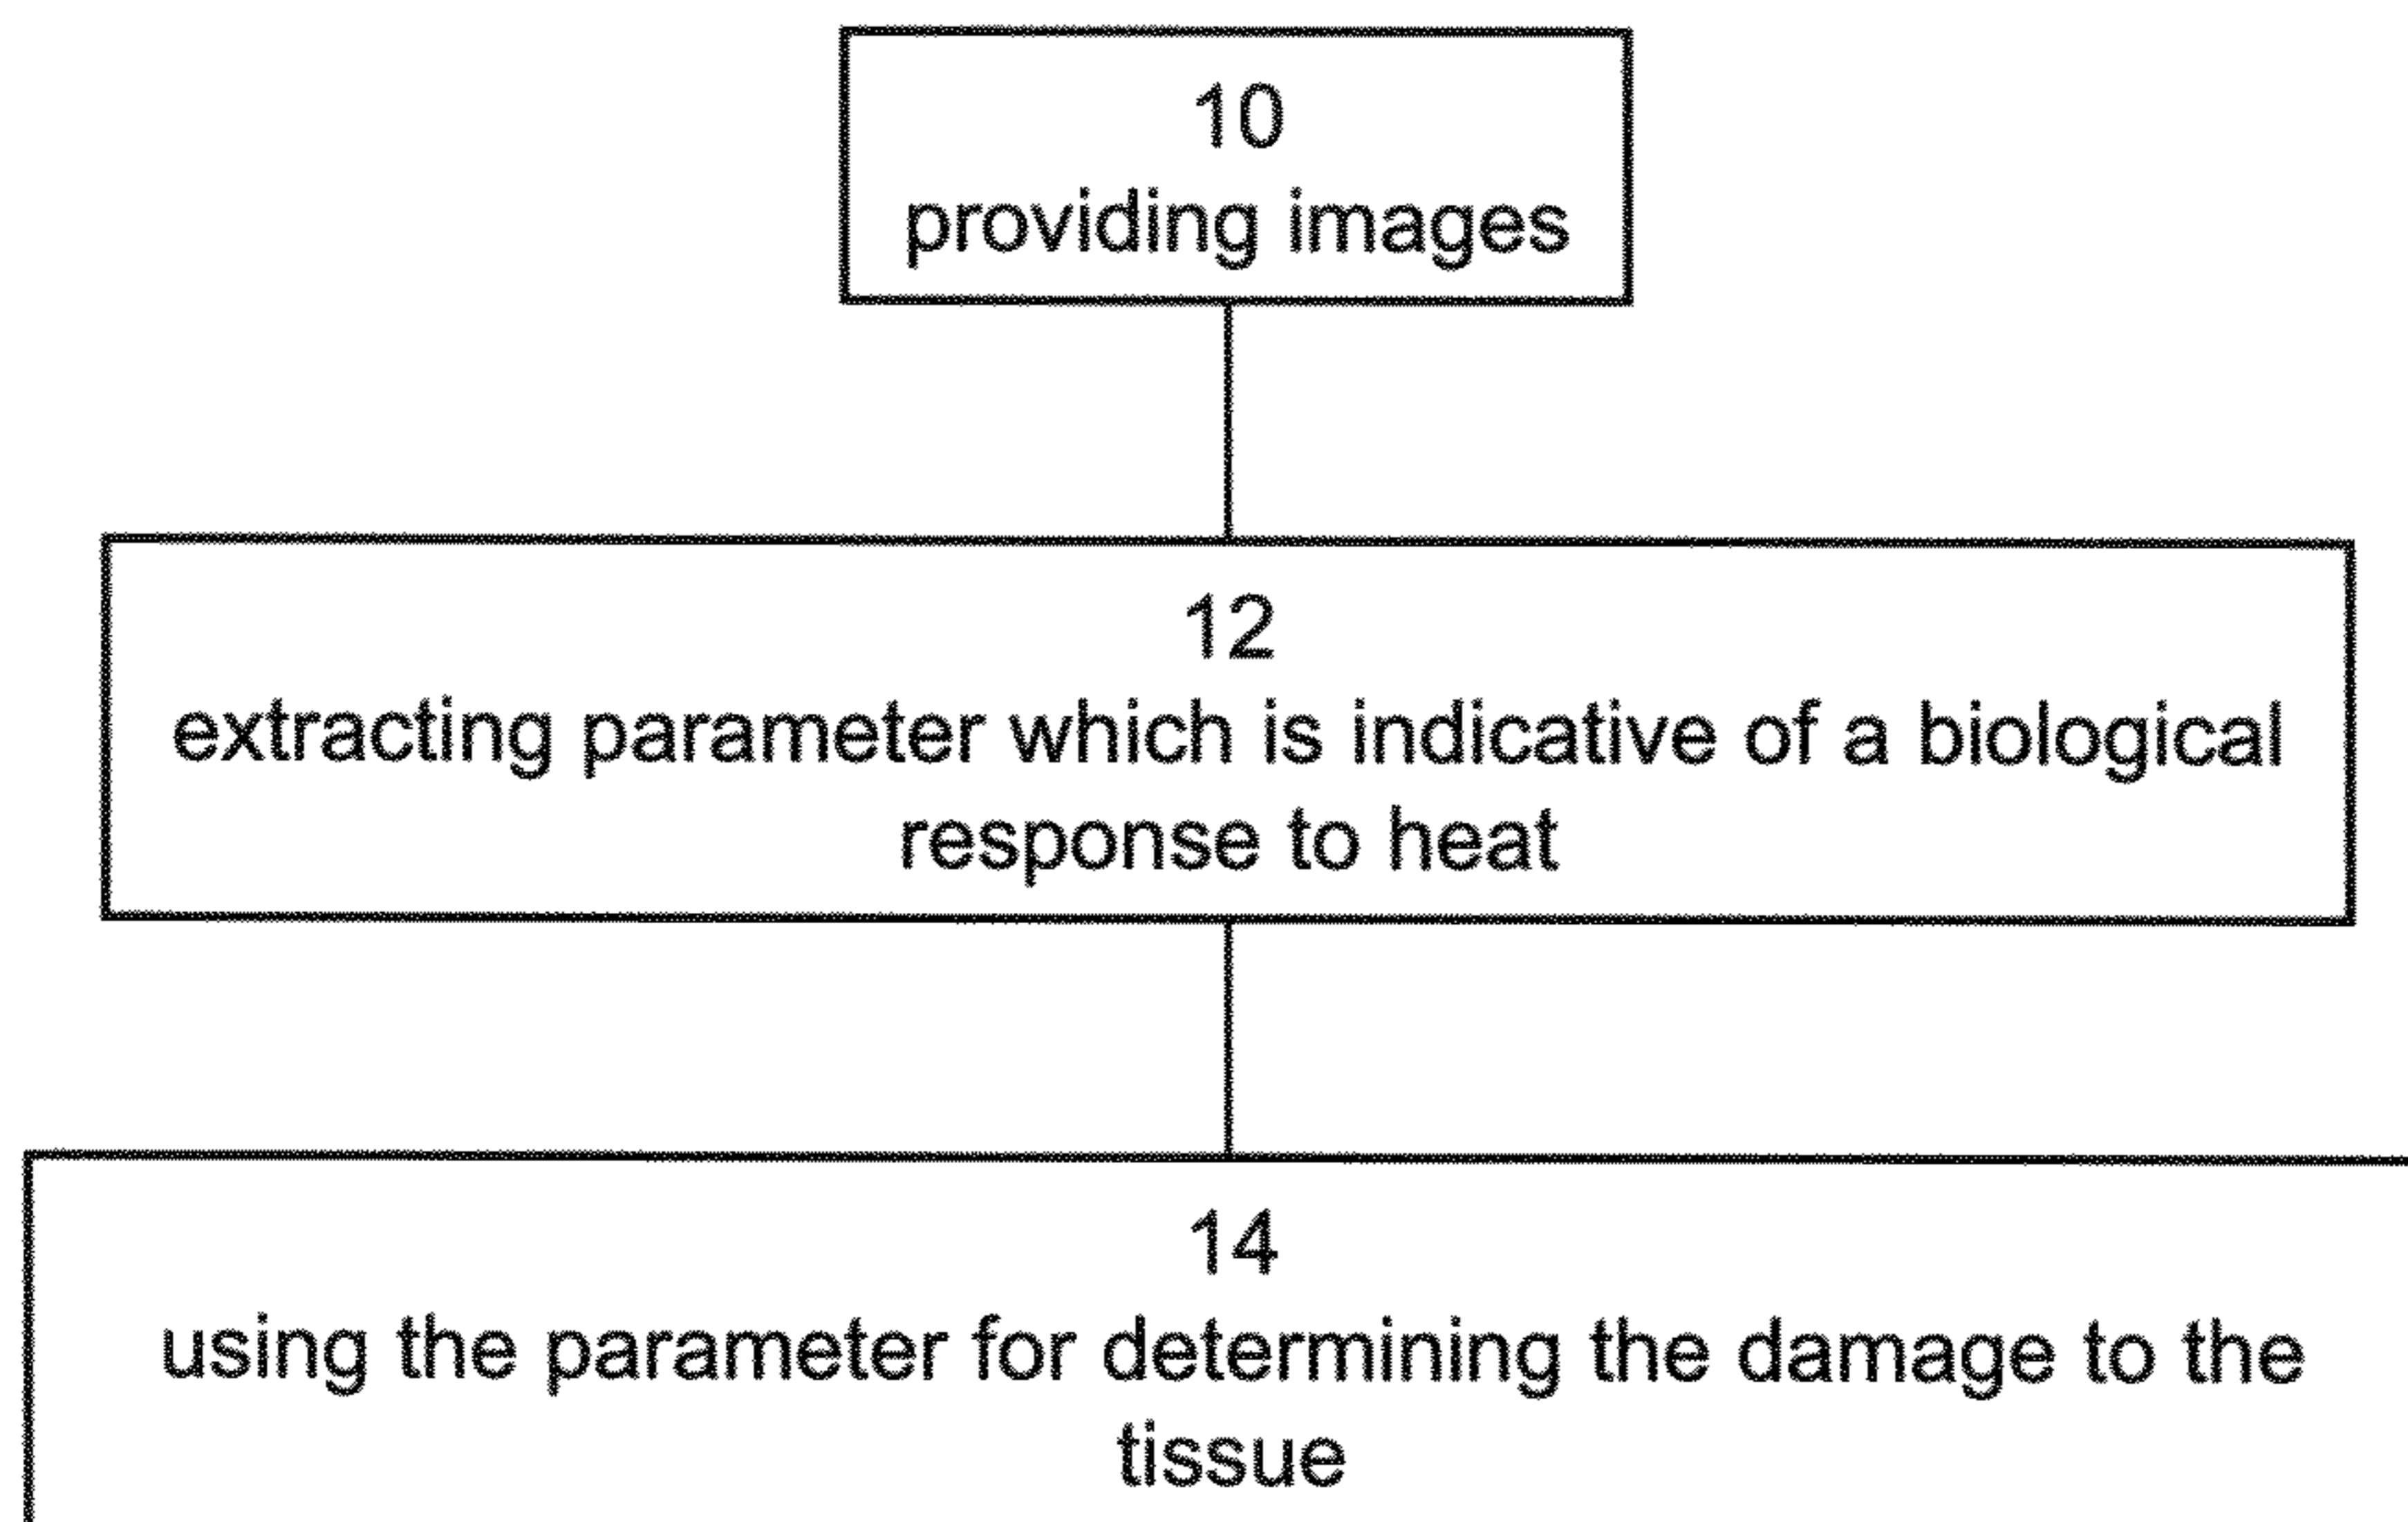 10
providing images
12
extracting parameter which is indicative of a biological
response to heat
14
using the parameter for determining the damage to the
tissue